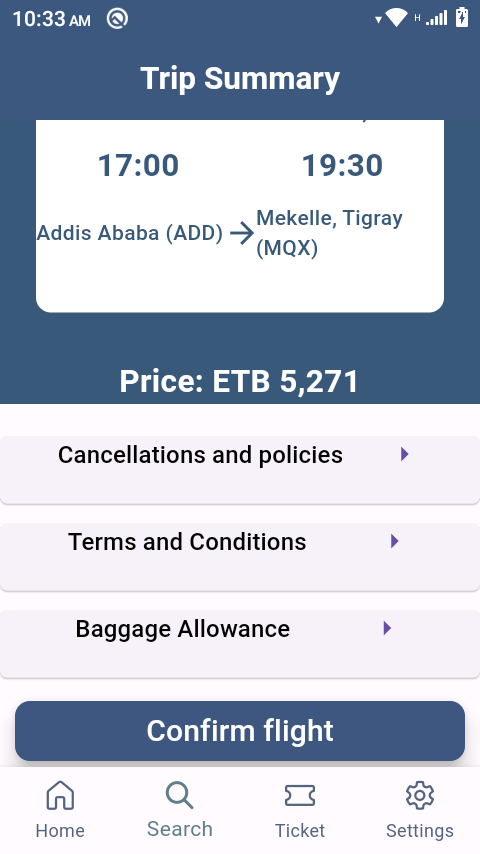 10:33 AM
H
Trip Summary
17:00 19:30
Addis Ababa (ADD) Mekelle, Tigray
(MQX)
Price: ETB 5,271
Cancellations and policies
Terms and Conditions
Baggage Allowance
Confirm flight
Home Search Ticket Settings